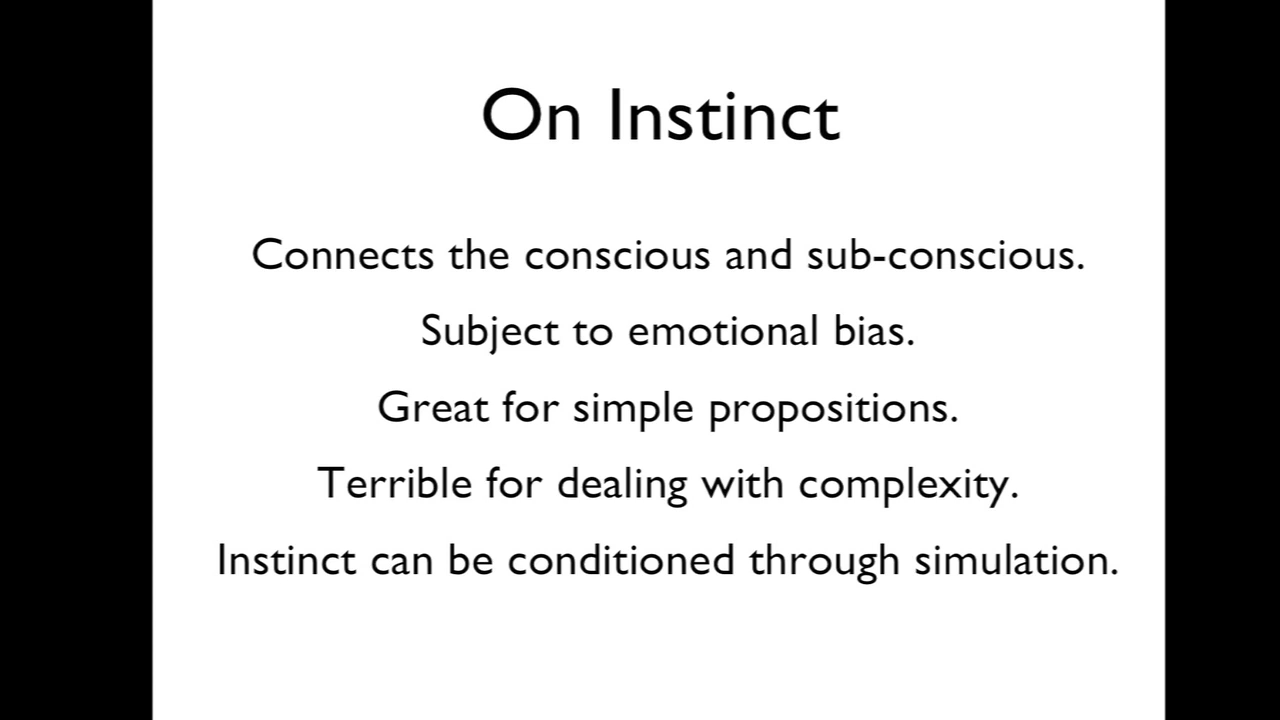 On Instinct
Connects the conscious and sub-conscious.
Subject to emotional bias.
Great for simple propositions.
Terrible for dealing with complexity.
Instinct can be conditioned through simulation.